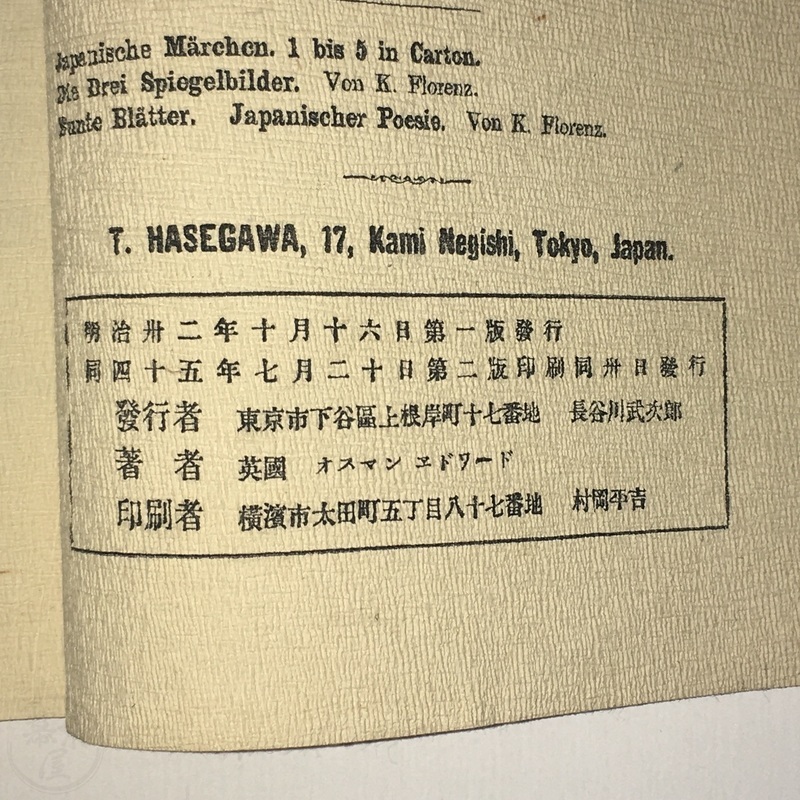 Japanische Märchen. 1 bis 5 in Carton.
Die Drei Spiegelbilder. Von K. Florenz.
Bunte Blätter. Japanischer Poesie. Von K. Florenz.
T. HASEGAWA, 17, Kami Negishi, Tokyo, Japan.
明治卅二年十月十六日第一版發行
同四十五年七月二十日第二版印刷同卅日發行
發行者 東京市下谷區上根岸町十七番地 長谷川武次郎
著者 英國 オスマン ヱドワード
印刷者 橫濱市太田町五丁目八十七番地 村岡平吉